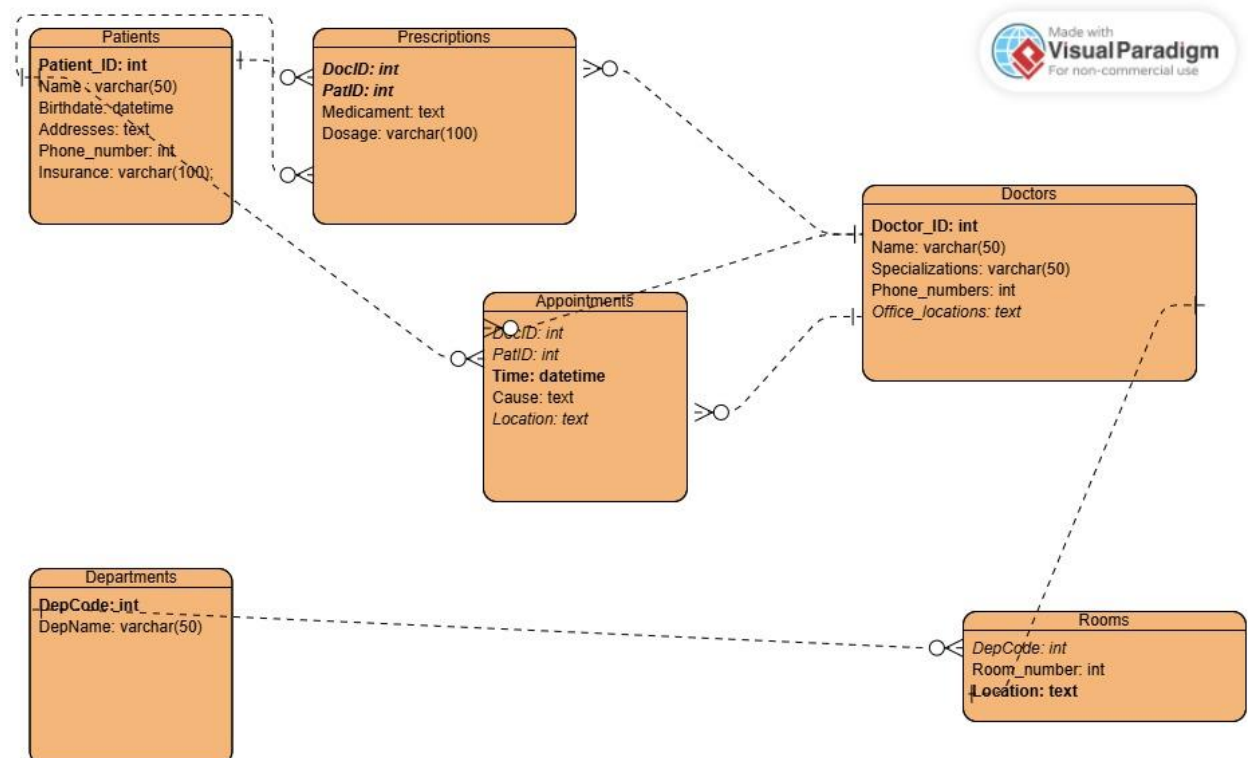 Made with
Visual Paradigm
For non-commercial use
Patients
Patient_ID: int
Name : varchar(50)
Birthdate: datetime
Addresses: text
Phone_number: int
Insurance: varchar(100);
Prescriptions
DocID: int
PatID: int
Medicament: text
Dosage: varchar(100)
Doctors
Doctor_ID: int
Name: varchar(50)
Specializations: varchar(50)
Phone_numbers: int
Office_locations: text
Appointments
DocID: int
PatID: int
Time: datetime
Cause: text
Location: text
Departments
DepCode: int
DepName: varchar(50)
Rooms
DepCode: int
Room_number: int
Location: text